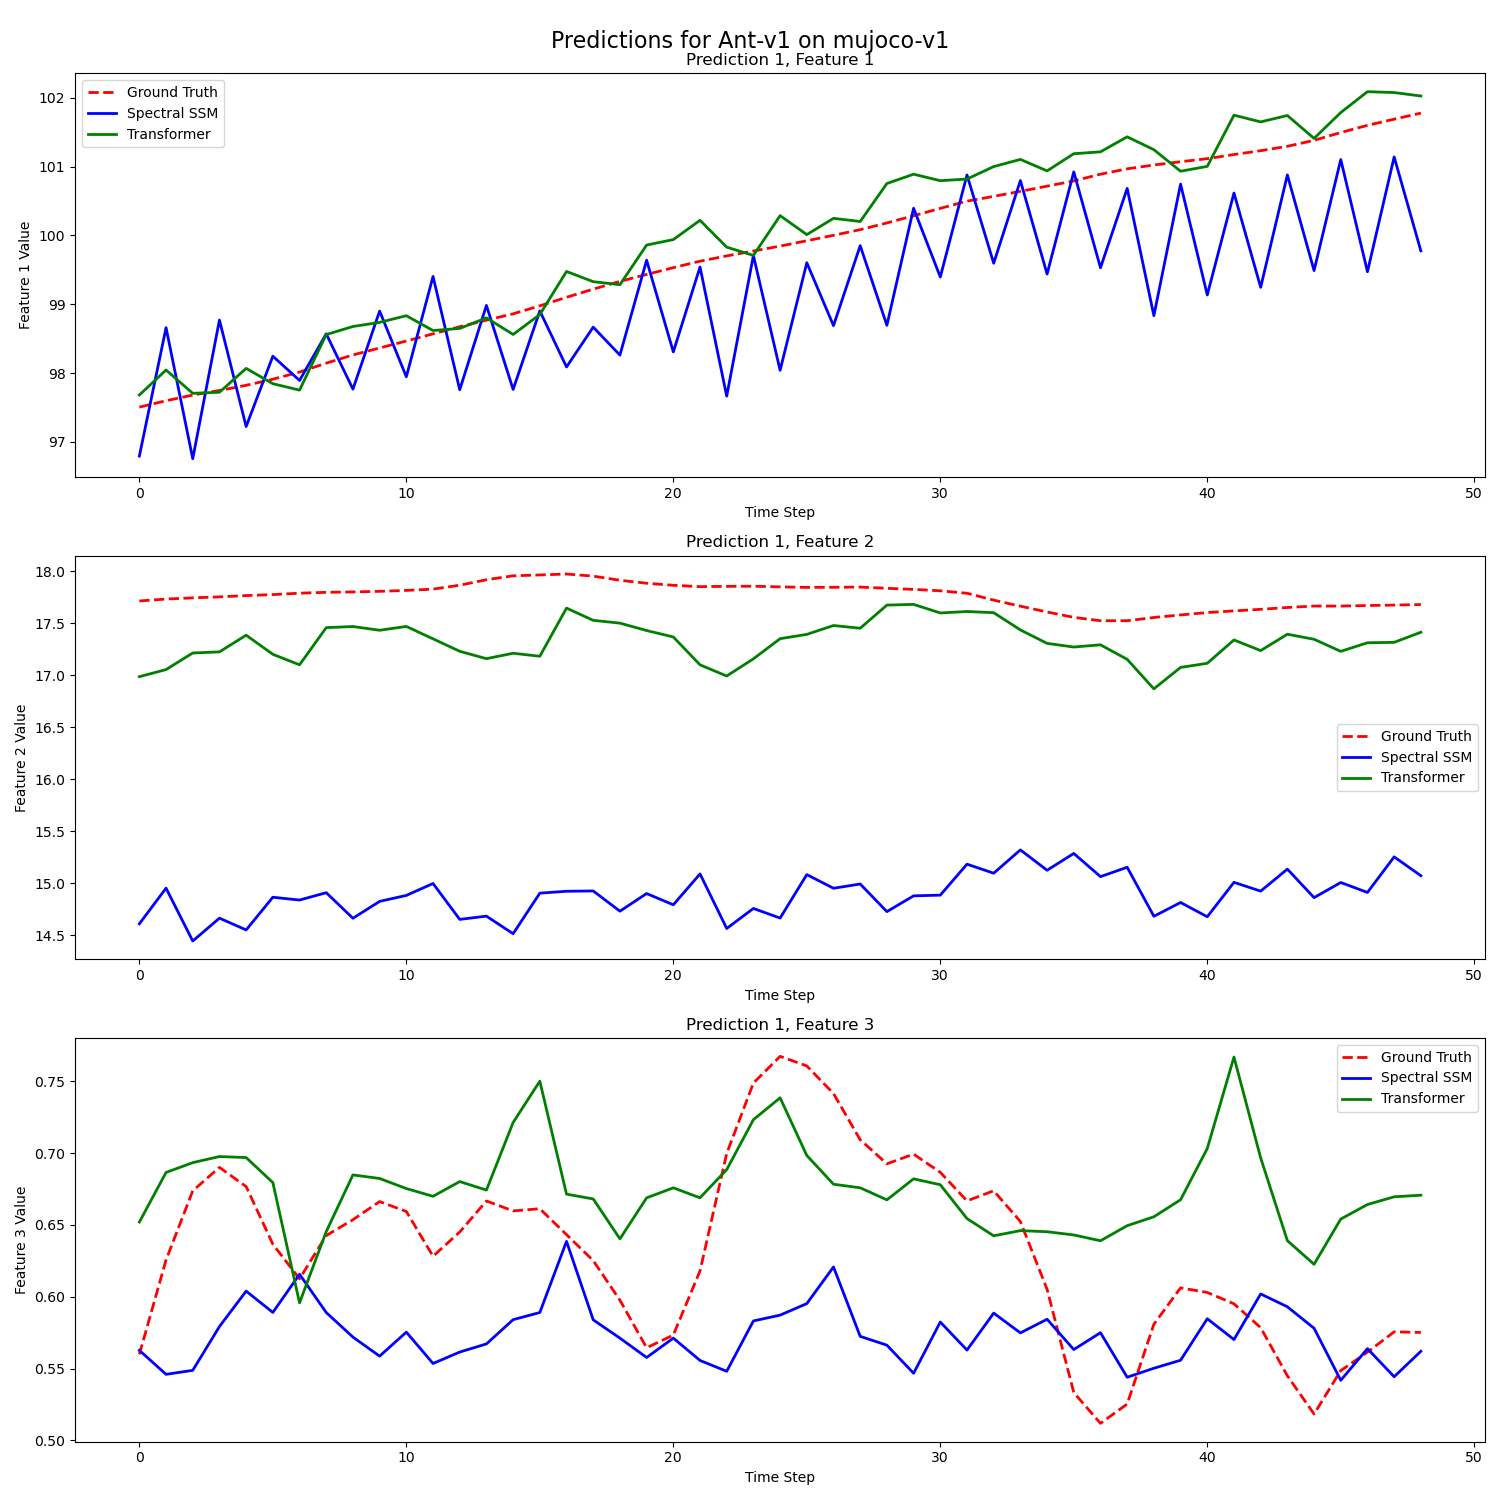 Predictions for Ant-v1 on mujoco-v1
Prediction 1, Feature 1
Ground Truth
Spectral SSM
Transformer
102
101
100
99
98
97
Feature 1 Value
0 10 20 30 40 50
Time Step
Prediction 1, Feature 2
18.0
17.5
17.0
16.5
16.0
15.5
15.0
14.5
Feature 2 Value
Ground Truth
Spectral SSM
Transformer
0 10 20 30 40 50
Time Step
Prediction 1, Feature 3
Ground Truth
Spectral SSM
Transformer
0.75
0.70
0.65
0.60
0.55
0.50
Feature 3 Value
0 10 20 30 40 50
Time Step